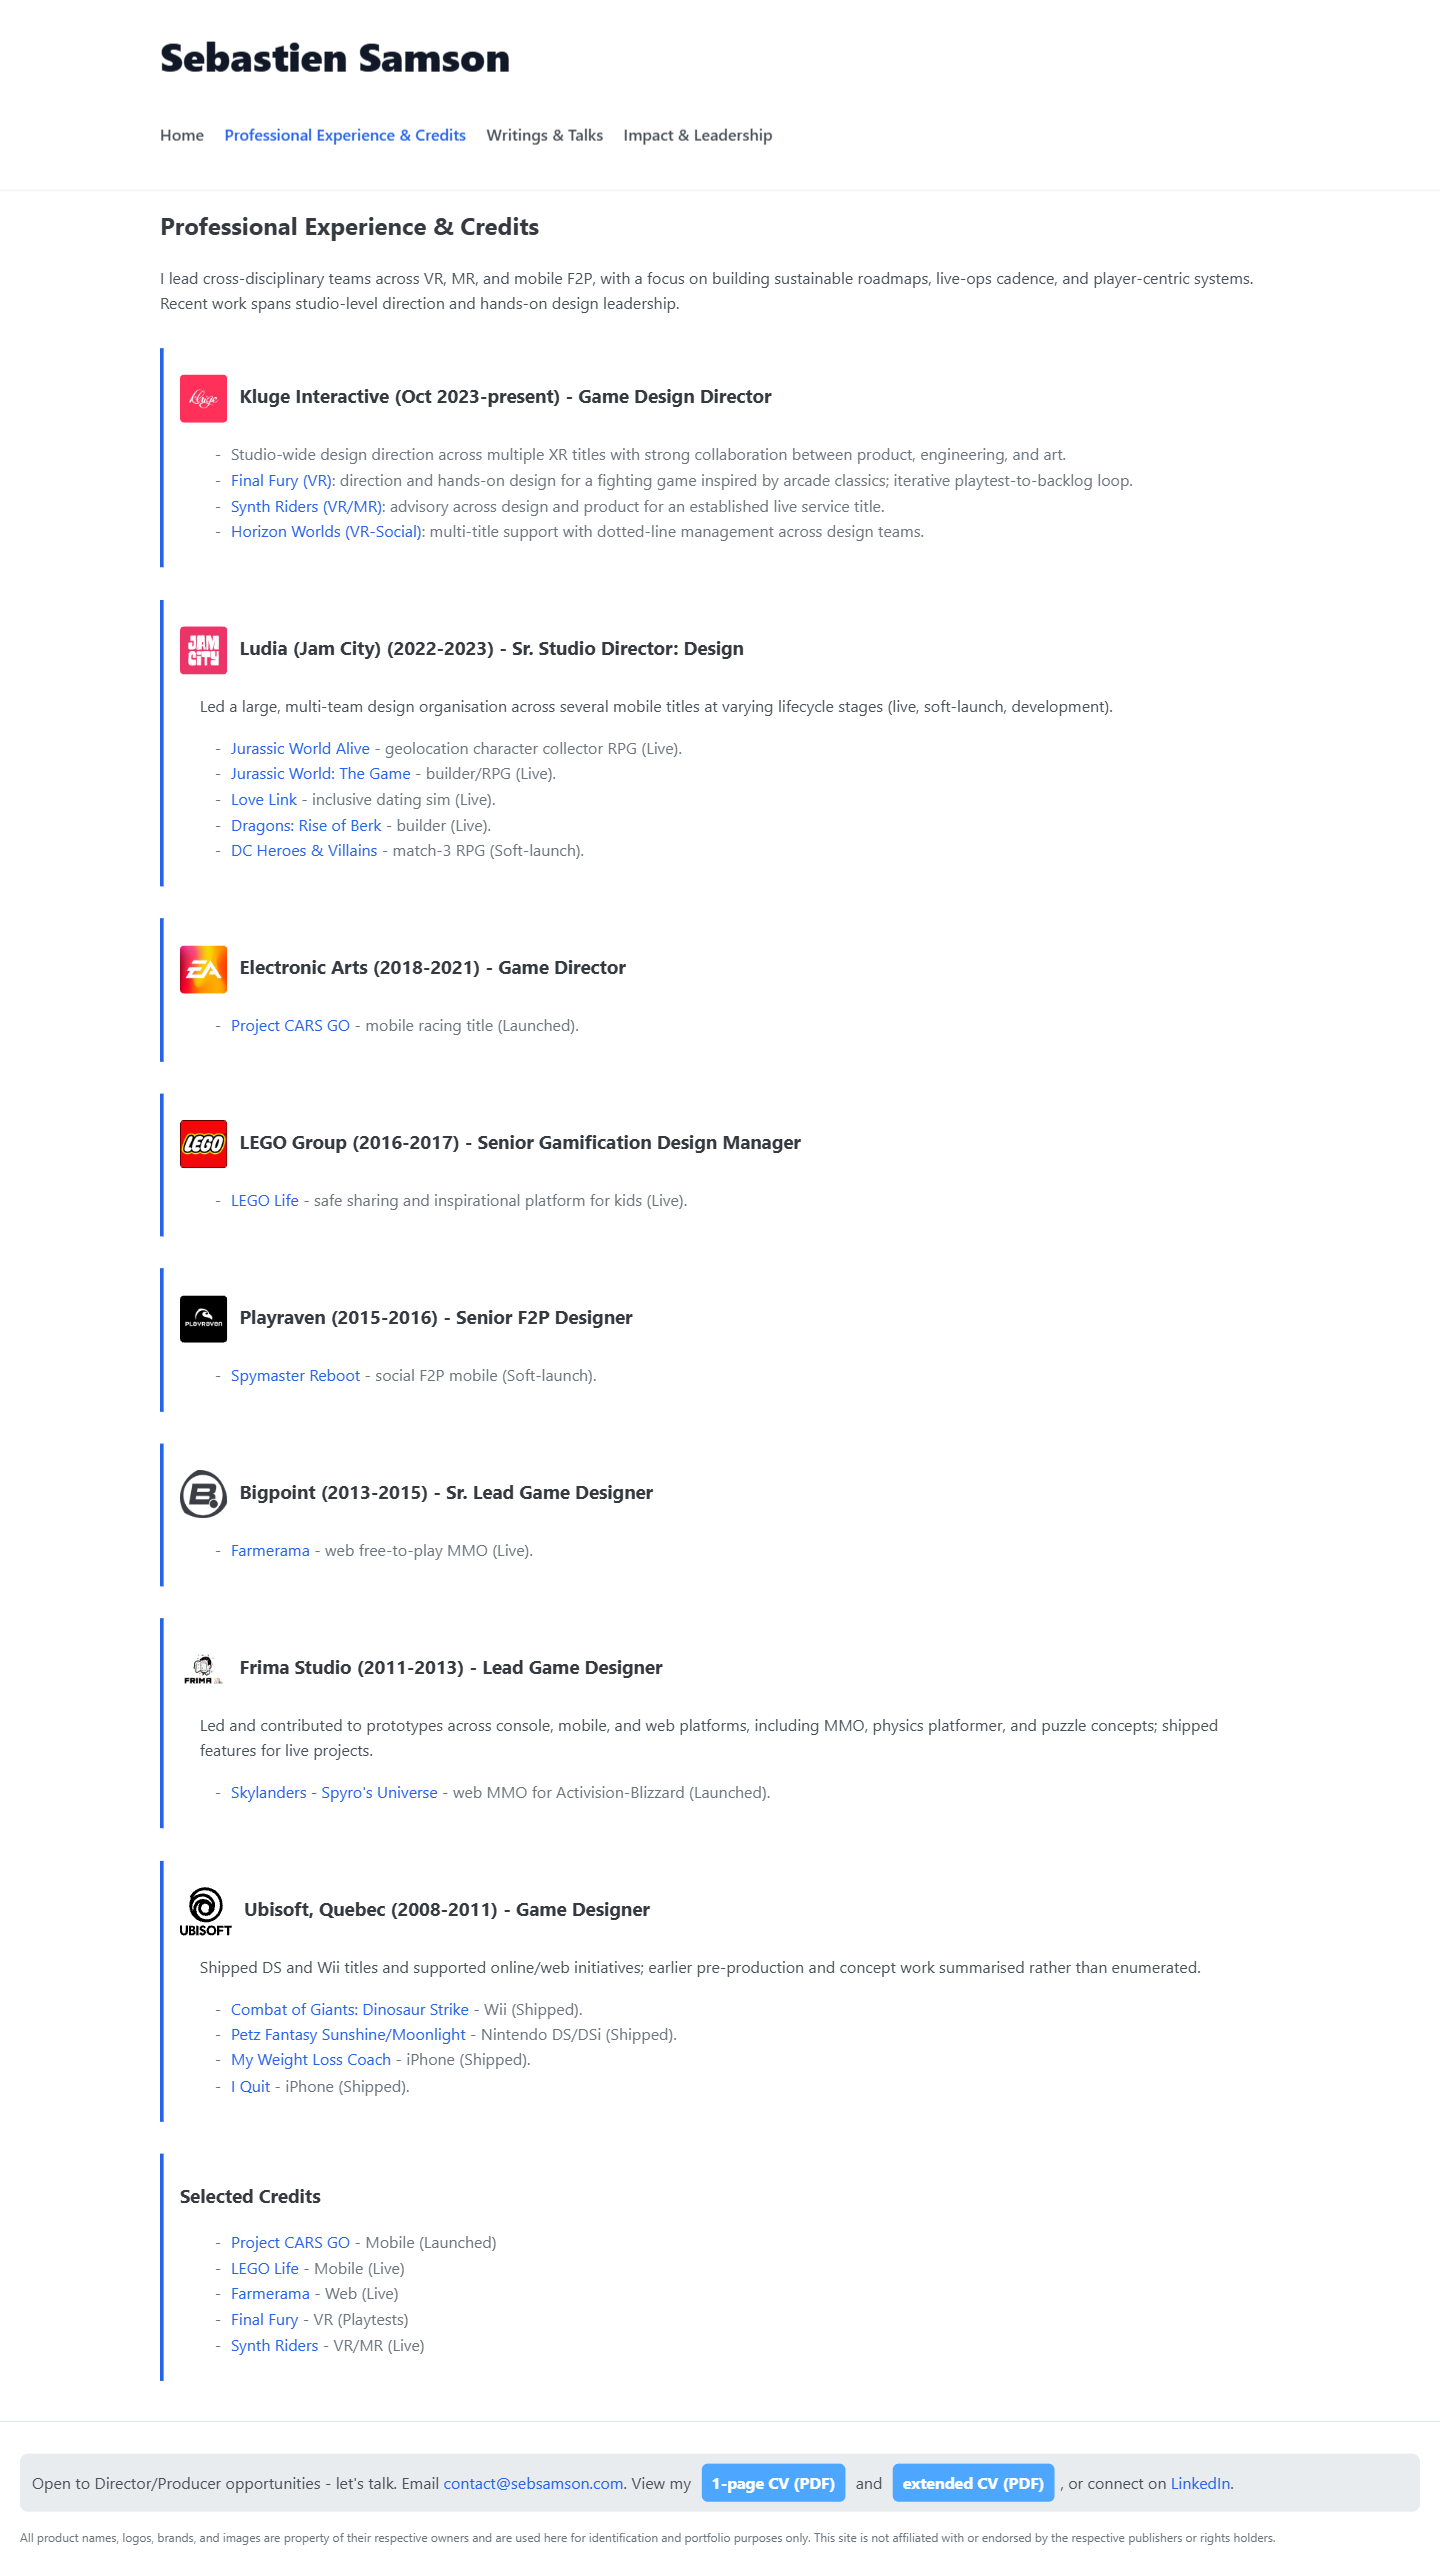 Sebastien Samson
Home Professional Experience & Credits Writings & Talks Impact & Leadership
Professional Experience & Credits
I lead cross-disciplinary teams across VR, MR, and mobile F2P, with a focus on building sustainable roadmaps, live-ops cadence, and player-centric systems.
Recent work spans studio-level direction and hands-on design leadership.
kluge
Kluge Interactive (Oct 2023-present) - Game Design Director
- Studio-wide design direction across multiple XR titles with strong collaboration between product, engineering, and art.
- Final Fury (VR): direction and hands-on design for a fighting game inspired by arcade classics; iterative playtest-to-backlog loop.
- Synth Riders (VR/MR): advisory across design and product for an established live service title.
- Horizon Worlds (VR-Social): multi-title support with dotted-line management across design teams.
JAM
CITY
Ludia (Jam City) (2022-2023) - Sr. Studio Director: Design
Led a large, multi-team design organisation across several mobile titles at varying lifecycle stages (live, soft-launch, development).
- Jurassic World Alive - geolocation character collector RPG (Live).
- Jurassic World: The Game - builder/RPG (Live).
- Love Link - inclusive dating sim (Live).
- Dragons: Rise of Berk - builder (Live).
- DC Heroes & Villains - match-3 RPG (Soft-launch).
EA
Electronic Arts (2018-2021) - Game Director
- Project CARS GO - mobile racing title (Launched).
LEGO
LEGO Group (2016-2017) - Senior Gamification Design Manager
- LEGO Life - safe sharing and inspirational platform for kids (Live).
PLAYRAVEN
Playraven (2015-2016) - Senior F2P Designer
- Spymaster Reboot - social F2P mobile (Soft-launch).
B
Bigpoint (2013-2015) - Sr. Lead Game Designer
- Farmerama - web free-to-play MMO (Live).
FRIMA
Frima Studio (2011-2013) - Lead Game Designer
Led and contributed to prototypes across console, mobile, and web platforms, including MMO, physics platformer, and puzzle concepts; shipped
features for live projects.
- Skylanders - Spyro's Universe - web MMO for Activision-Blizzard (Launched).
UBISOFT
Ubisoft, Quebec (2008-2011) - Game Designer
Shipped DS and Wii titles and supported online/web initiatives; earlier pre-production and concept work summarised rather than enumerated.
- Combat of Giants: Dinosaur Strike - Wii (Shipped).
- Petz Fantasy Sunshine/Moonlight - Nintendo DS/DSi (Shipped).
- My Weight Loss Coach - iPhone (Shipped).
- I Quit - iPhone (Shipped).
Selected Credits
- Project CARS GO - Mobile (Launched)
- LEGO Life - Mobile (Live)
- Farmerama - Web (Live)
- Final Fury - VR (Playtests)
- Synth Riders - VR/MR (Live)
Open to Director/Producer opportunities - let's talk. Email contact@sebsamson.com. View my 1-page CV (PDF) and extended CV (PDF) , or connect on LinkedIn.
All product names, logos, brands, and images are property of their respective owners and are used here for identification and portfolio purposes only. This site is not affiliated with or endorsed by the respective publishers or rights holders.